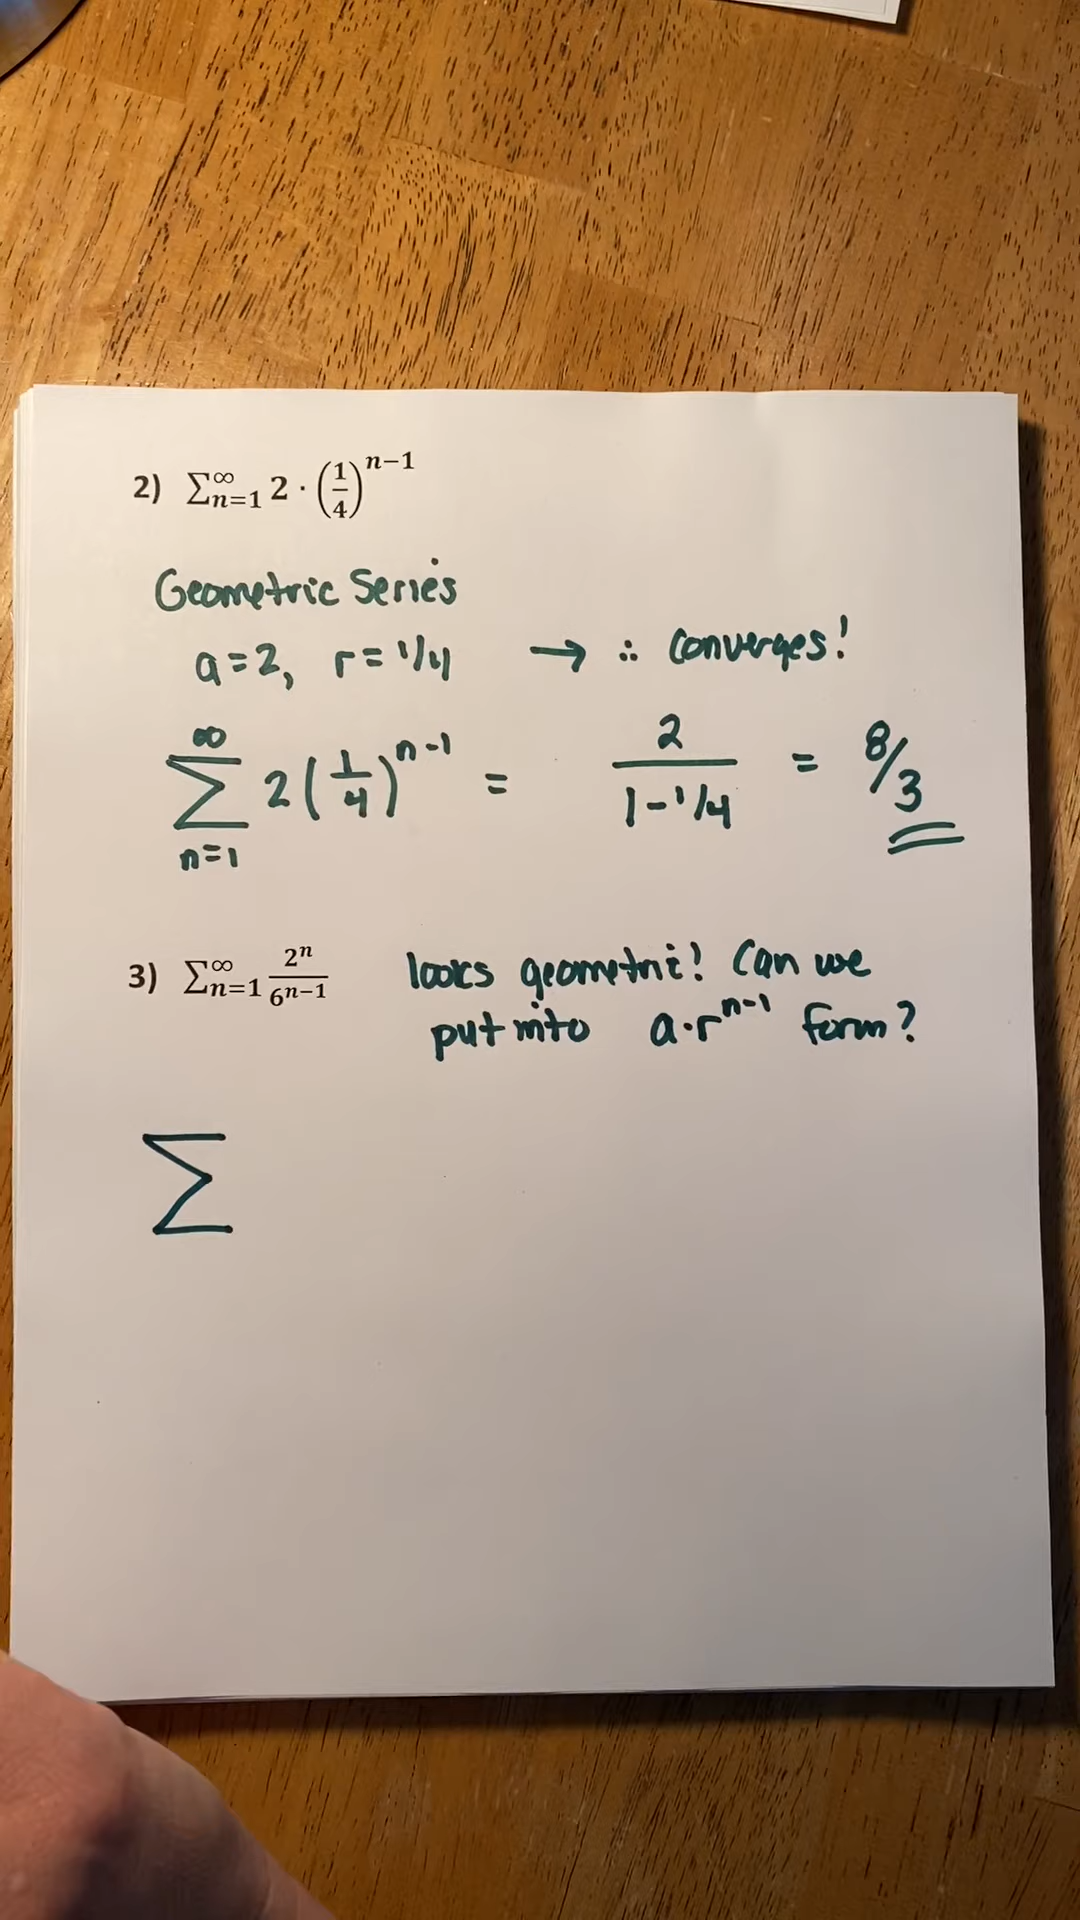 2) ∑_{n=1}^{∞} 2 · (1/4)^{n−1}
Geometric Series
a=2, r=1/4 → ∴ converges!
∑_{n=1}^{∞} 2(1/4)^{n-1} = 2/(1-1/4) = 8/3
3) ∑_{n=1}^{∞} 2^n/6^{n−1} looks geometric! Can we
put into a·r^{n-1} form?
∑